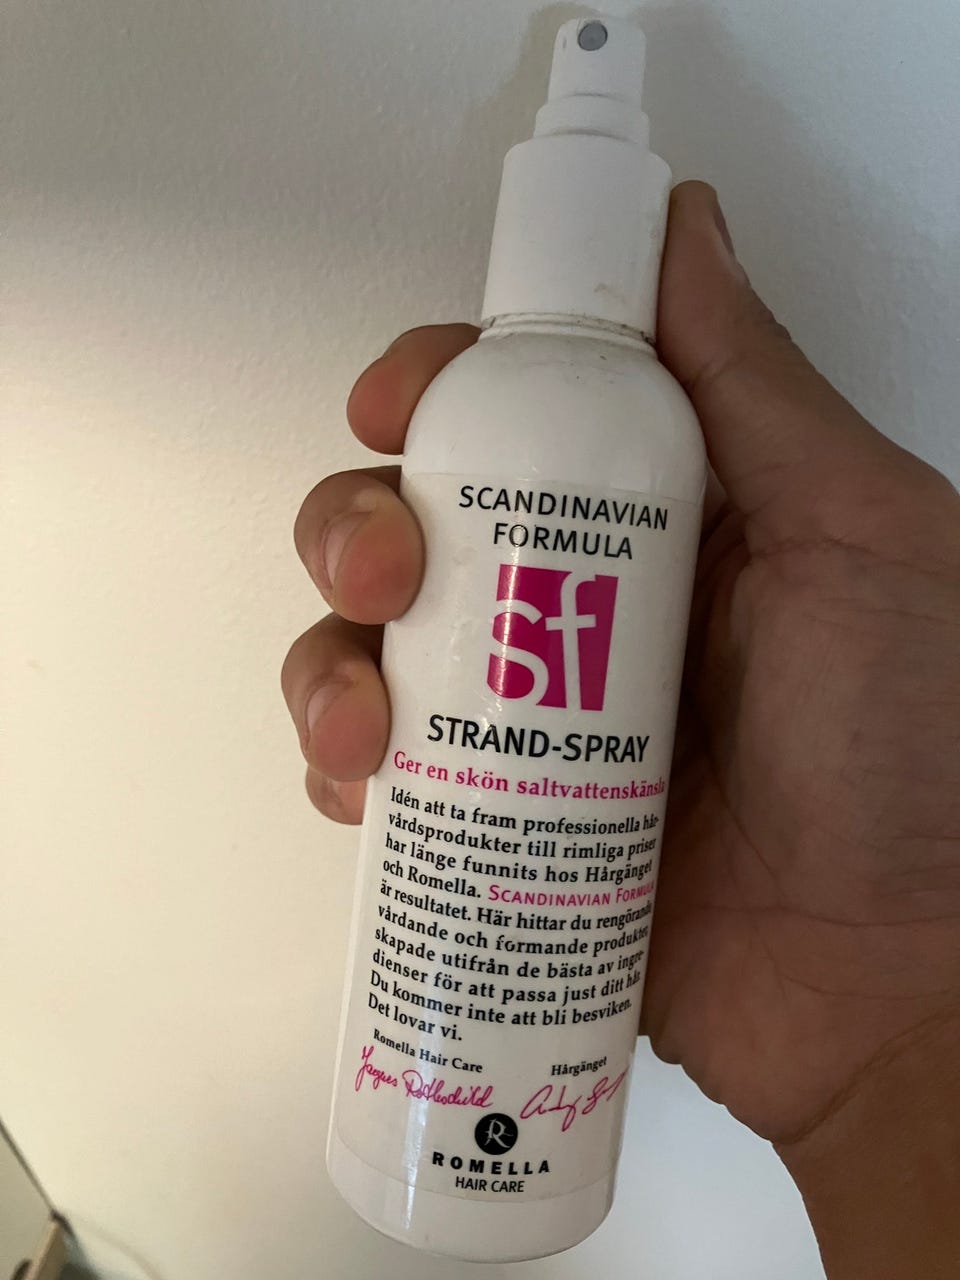 SCANDINAVIAN
FORMULA
sf
STRAND-SPRAY
Ger en skön saltvattenskänsla
Idén att ta fram professionella hår-
vårdsprodukter till rimliga priser
har länge funnits hos Hårgänget
och Romella. SCANDINAVIAN FORMULA
är resultatet. Här hittar du rengörande,
vårdande och formande produkter,
skapade utifrån de bästa av ingre-
dienser för att passa just ditt hår.
Du kommer inte att bli besviken.
Det lovar vi.
Romella Hair Care
Hårgänget
Jacques Rothschild
R
ROMELLA
HAIR CARE